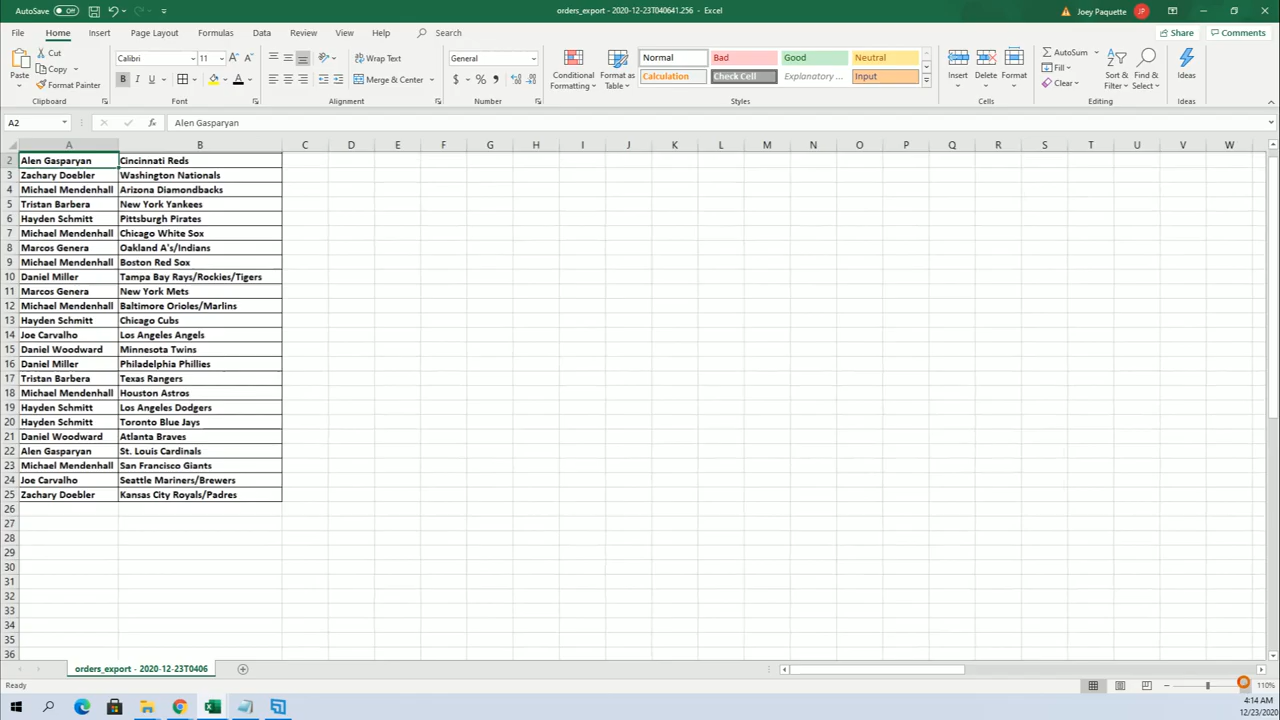 AutoSave Off
orders_export - 2020-12-23T040641.256 - Excel
Joey Paquette JP
File Home Insert Page Layout Formulas Data Review View Help Search
Share Comments
Paste
Cut
Copy
Format Painter
Clipboard
Calibri 11
B I U
Font
Wrap Text
Merge & Center
Alignment
General
$ % ,
Number
Conditional Formatting
Format as Table
Normal Bad Good Neutral
Calculation Check Cell Explanatory ... Input
Styles
Insert Delete Format
Cells
AutoSum
Fill
Clear
Sort & Filter
Find & Select
Editing
Ideas
Ideas
A2 fx Alen Gasparyan
A B C D E F G H I J K L M N O P Q R S T U V W
2 Alen Gasparyan Cincinnati Reds
3 Zachary Doebler Washington Nationals
4 Michael Mendenhall Arizona Diamondbacks
5 Tristan Barbera New York Yankees
6 Hayden Schmitt Pittsburgh Pirates
7 Michael Mendenhall Chicago White Sox
8 Marcos Genera Oakland A's/Indians
9 Michael Mendenhall Boston Red Sox
10 Daniel Miller Tampa Bay Rays/Rockies/Tigers
11 Marcos Genera New York Mets
12 Michael Mendenhall Baltimore Orioles/Marlins
13 Hayden Schmitt Chicago Cubs
14 Joe Carvalho Los Angeles Angels
15 Daniel Woodward Minnesota Twins
16 Daniel Miller Philadelphia Phillies
17 Tristan Barbera Texas Rangers
18 Michael Mendenhall Houston Astros
19 Hayden Schmitt Los Angeles Dodgers
20 Hayden Schmitt Toronto Blue Jays
21 Daniel Woodward Atlanta Braves
22 Alen Gasparyan St. Louis Cardinals
23 Michael Mendenhall San Francisco Giants
24 Joe Carvalho Seattle Mariners/Brewers
25 Zachary Doebler Kansas City Royals/Padres
26
27
28
29
30
31
32
33
34
35
36
orders_export - 2020-12-23T0406
Ready
110%
4:14 AM
12/23/2020